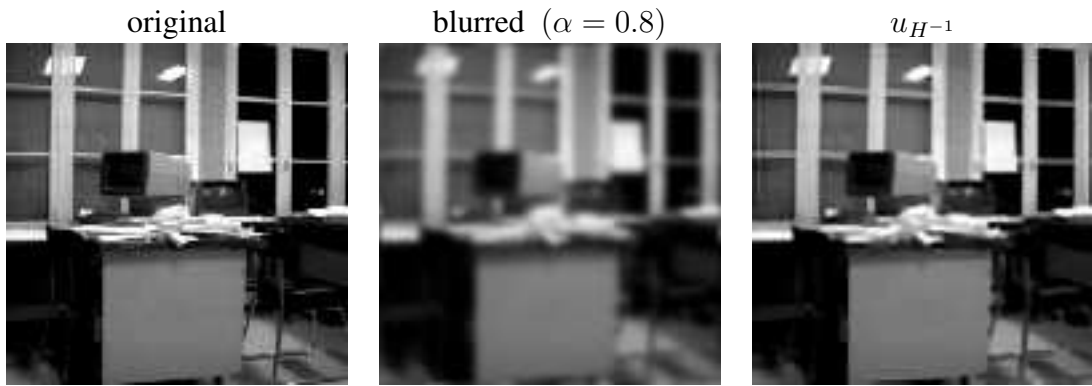 original blurred (α = 0.8) u_{H^{-1}}